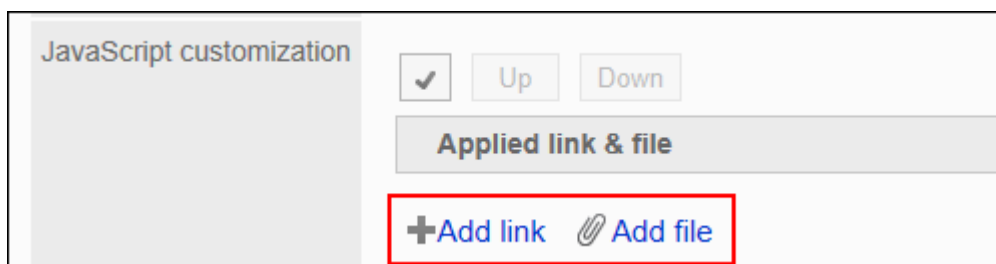 JavaScript customization
Up Down
Applied link & file
Add link Add file